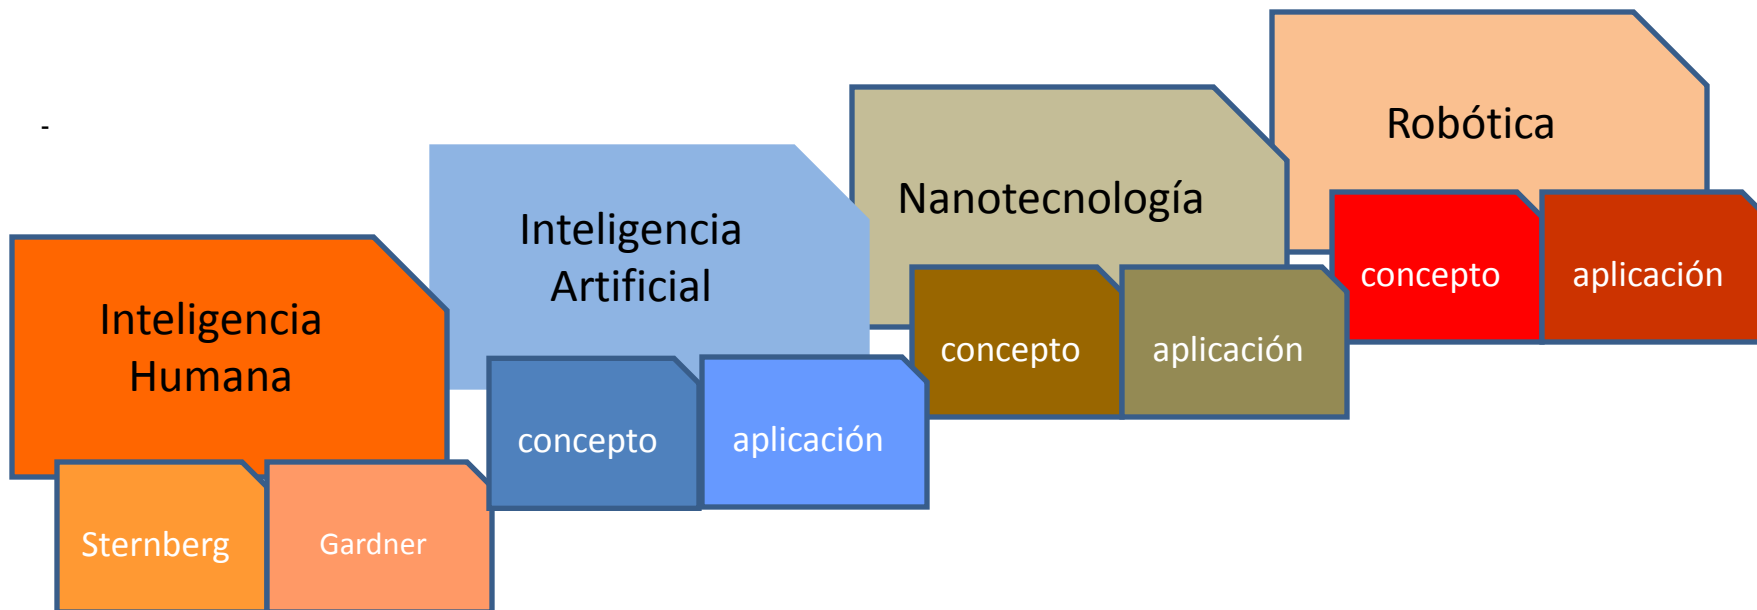 -
Inteligencia
Humana
Sternberg
Gardner
Inteligencia
Artificial
concepto
aplicación
Nanotecnología
concepto
aplicación
Robótica
concepto
aplicación